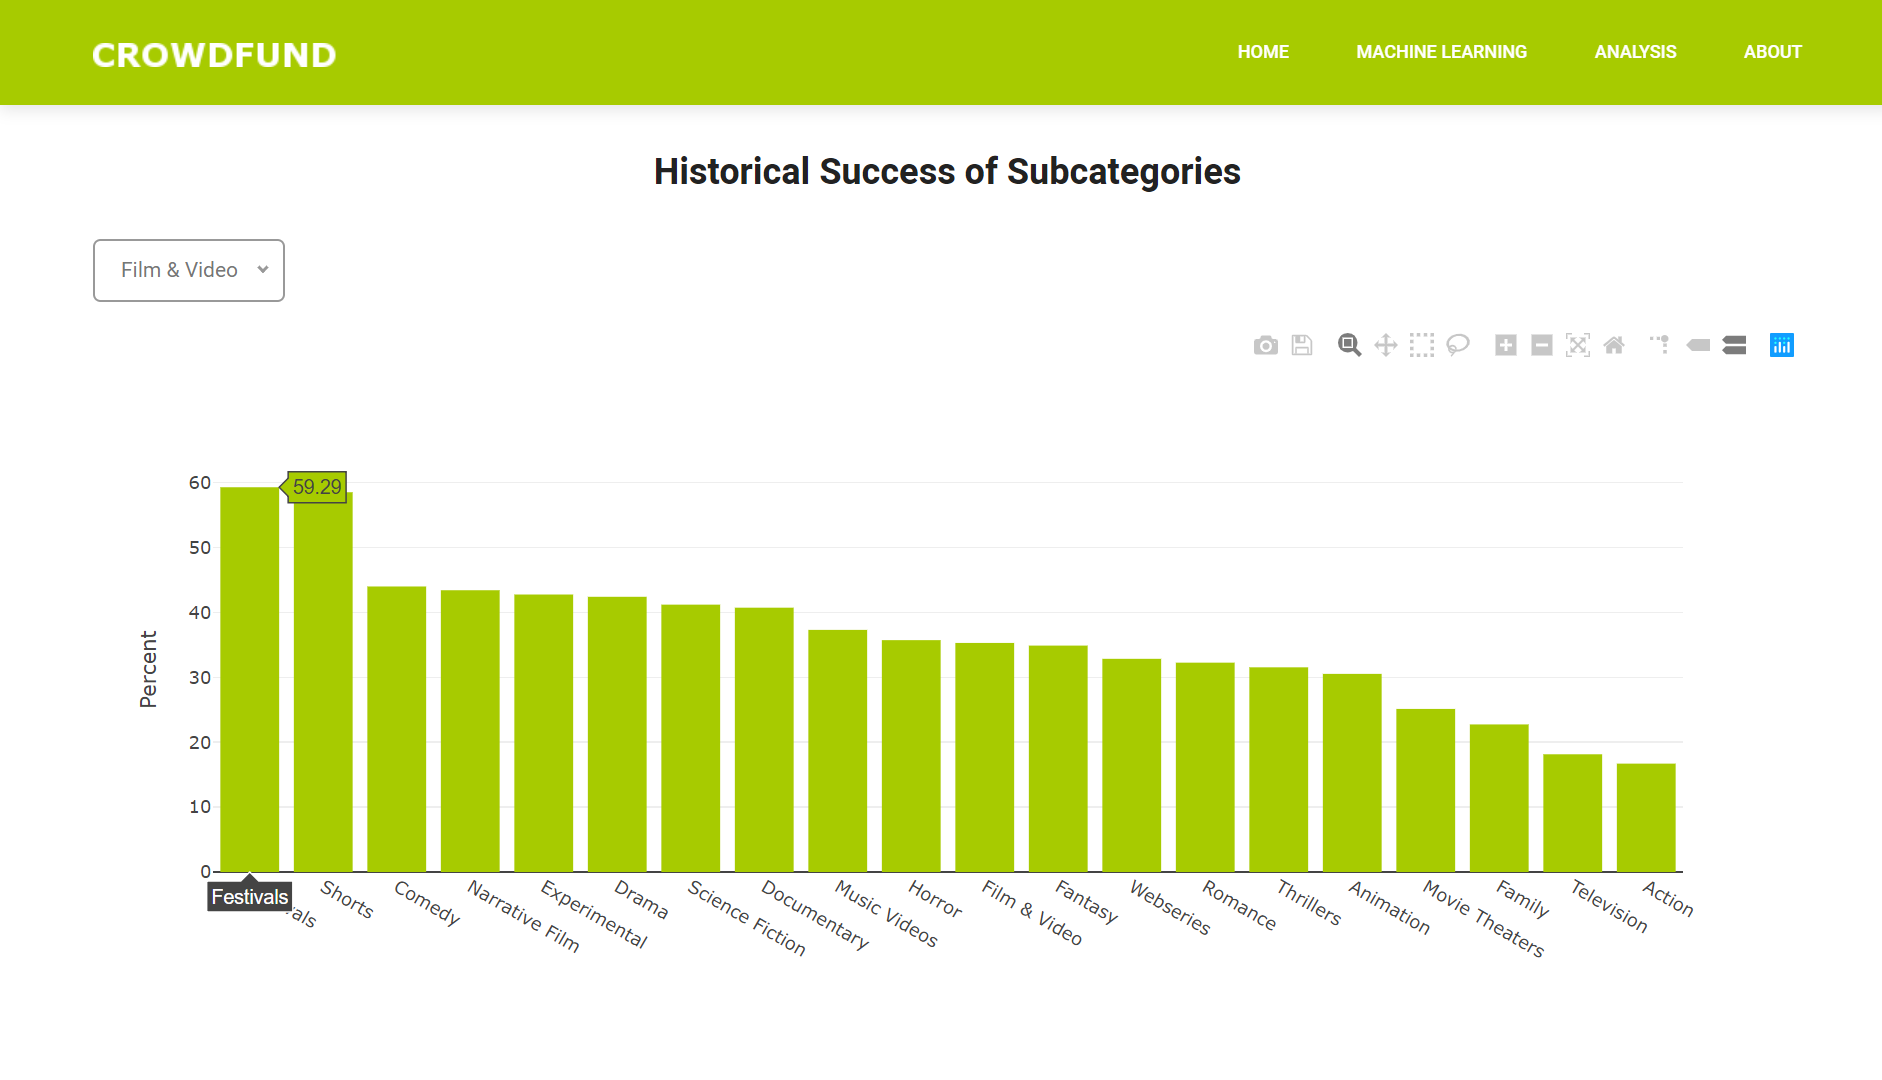 CROWDFUND
HOME
MACHINE LEARNING
ANALYSIS
ABOUT
Historical Success of Subcategories
Film & Video
60
59.29
50
40
30
20
10
0
Percent
Festivals
Shorts
Comedy
Narrative Film
Experimental
Drama
Science Fiction
Documentary
Music Videos
Horror
Film & Video
Fantasy
Webseries
Romance
Thrillers
Animation
Movie Theaters
Family
Television
Action